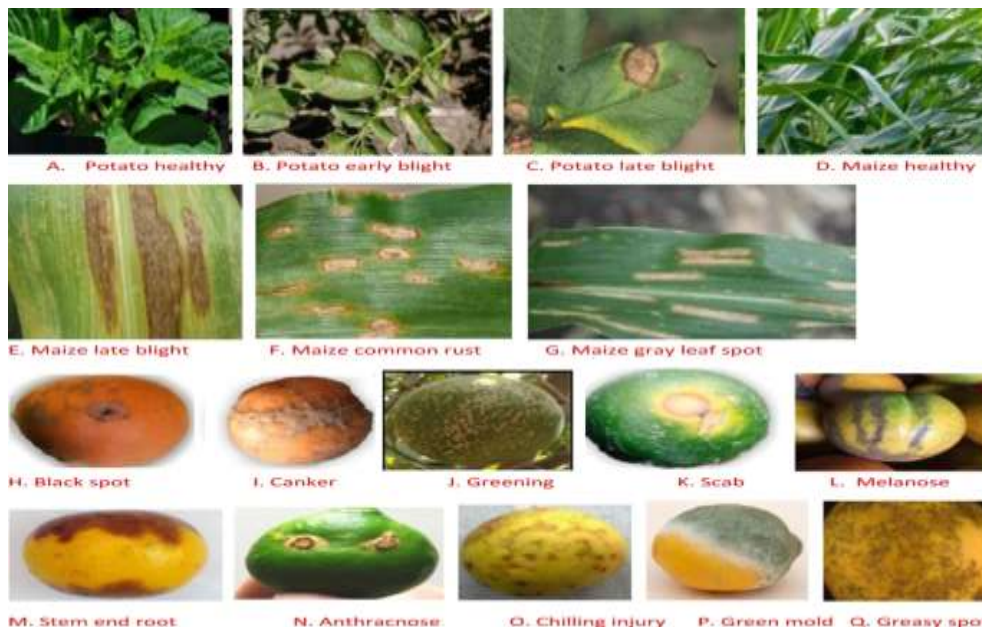 A. Potato healthy
B. Potato early blight
C. Potato late blight
D. Maize healthy
E. Maize late blight
F. Maize common rust
G. Maize gray leaf spot
H. Black spot
I. Canker
J. Greening
K. Scab
L. Melanose
M. Stem end root
N. Anthracnose
O. Chilling injury
P. Green mold
Q. Greasy spot